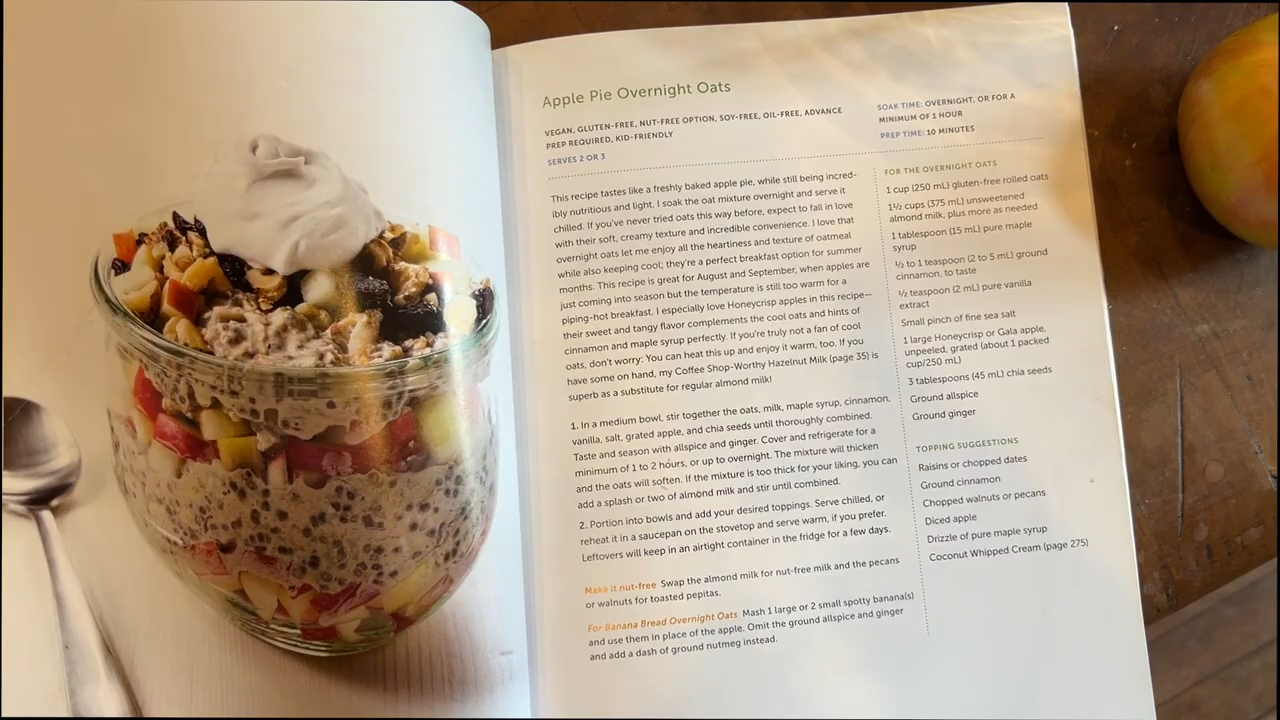 Apple Pie Overnight Oats
VEGAN, GLUTEN-FREE, NUT-FREE OPTION, SOY-FREE, OIL-FREE, ADVANCE
PREP REQUIRED, KID-FRIENDLY
SERVES 2 OR 3
SOAK TIME: OVERNIGHT, OR FOR A
MINIMUM OF 1 HOUR
PREP TIME: 10 MINUTES
This recipe tastes like a freshly baked apple pie, while still being incred-
ibly nutritious and light. I soak the oat mixture overnight and serve it
chilled. If you've never tried oats this way before, expect to fall in love
with their soft, creamy texture and incredible convenience. I love that
overnight oats let me enjoy all the heartiness and texture of oatmeal
while also keeping cool; they're a perfect breakfast option for summer
months. This recipe is great for August and September, when apples are
just coming into season but the temperature is still too warm for a
piping-hot breakfast. I especially love Honeycrisp apples in this recipe—
their sweet and tangy flavor complements the cool oats and hints of
cinnamon and maple syrup perfectly. If you're truly not a fan of cool
oats, don't worry: You can heat this up and enjoy it warm, too. If you
have some on hand, my Coffee Shop-Worthy Hazelnut Milk (page 35) is
superb as a substitute for regular almond milk!
1. In a medium bowl, stir together the oats, milk, maple syrup, cinnamon,
vanilla, salt, grated apple, and chia seeds until thoroughly combined.
Taste and season with allspice and ginger. Cover and refrigerate for a
minimum of 1 to 2 hours, or up to overnight. The mixture will thicken
and the oats will soften. If the mixture is too thick for your liking, you can
add a splash or two of almond milk and stir until combined.
2. Portion into bowls and add your desired toppings. Serve chilled, or
reheat it in a saucepan on the stovetop and serve warm, if you prefer.
Leftovers will keep in an airtight container in the fridge for a few days.
Make it nut-free Swap the almond milk for nut-free milk and the pecans
or walnuts for toasted pepitas.
For Banana Bread Overnight Oats Mash 1 large or 2 small spotty banana(s)
and use them in place of the apple. Omit the ground allspice and ginger
and add a dash of ground nutmeg instead.
FOR THE OVERNIGHT OATS
1 cup (250 mL) gluten-free rolled oats
1½ cups (375 mL) unsweetened
almond milk, plus more as needed
1 tablespoon (15 mL) pure maple
syrup
½ to 1 teaspoon (2 to 5 mL) ground
cinnamon, to taste
½ teaspoon (2 mL) pure vanilla
extract
Small pinch of fine sea salt
1 large Honeycrisp or Gala apple,
unpeeled, grated (about 1 packed
cup/250 mL)
3 tablespoons (45 mL) chia seeds
Ground allspice
Ground ginger
TOPPING SUGGESTIONS
Raisins or chopped dates
Ground cinnamon
Chopped walnuts or pecans
Diced apple
Drizzle of pure maple syrup
Coconut Whipped Cream (page 275)